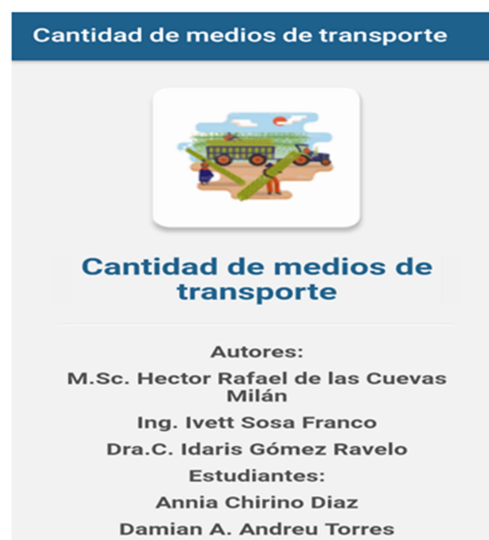 Cantidad de medios de transporte
Cantidad de medios de
transporte
Autores:
M.Sc. Hector Rafael de las Cuevas
Milán
Ing. Ivett Sosa Franco
Dra.C. Idaris Gómez Ravelo
Estudiantes:
Annia Chirino Diaz
Damian A. Andreu Torres